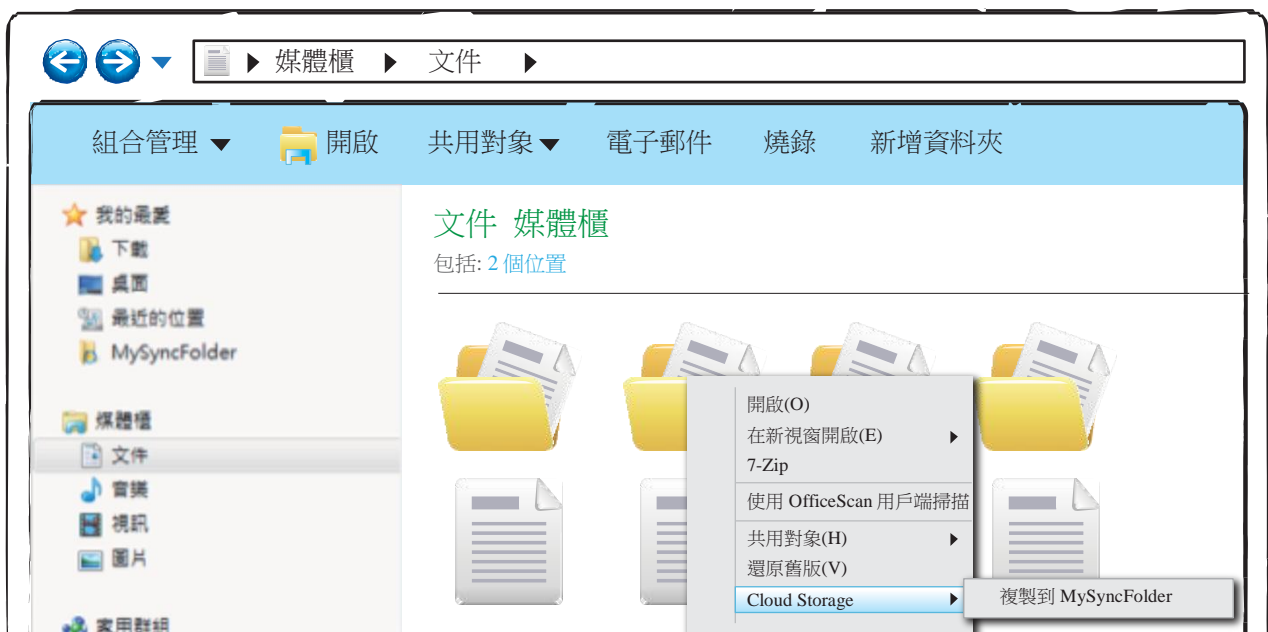 媒體櫃 文件
組合管理 開啟 共用對象 電子郵件 燒錄 新增資料夾
我的最愛
下載
桌面
最近的位置
MySyncFolder
媒體櫃
文件
音樂
視訊
圖片
家用群組
文件 媒體櫃
包括: 2 個位置
開啟(O)
在新視窗開啟(E)
7-Zip
使用 OfficeScan 用戶端掃描
共用對象(H)
還原舊版(V)
Cloud Storage
複製到 MySyncFolder